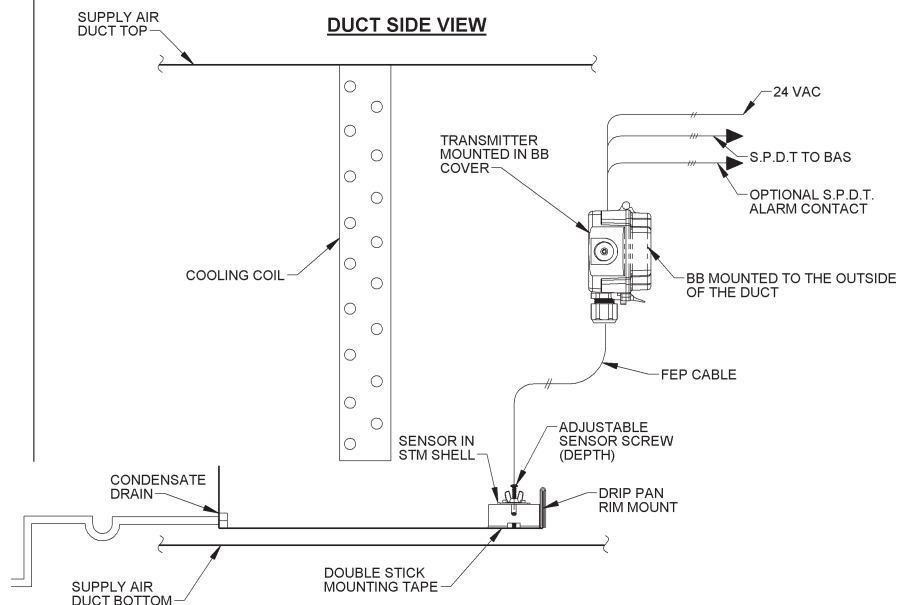 SUPPLY AIR
DUCT TOP
DUCT SIDE VIEW
24 VAC
TRANSMITTER
MOUNTED IN BB
COVER
S.P.D.T TO BAS
OPTIONAL S.P.D.T.
ALARM CONTACT
COOLING COIL
BB MOUNTED TO THE OUTSIDE
OF THE DUCT
FEP CABLE
ADJUSTABLE
SENSOR SCREW
(DEPTH)
SENSOR IN
STM SHELL
CONDENSATE
DRAIN
DRIP PAN
RIM MOUNT
DOUBLE STICK
MOUNTING TAPE
SUPPLY AIR
DUCT BOTTOM